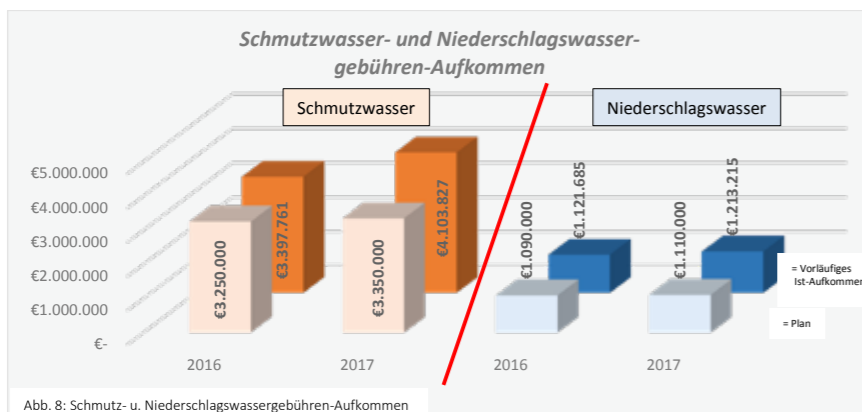 Schmutzwasser- und Niederschlagswasser-
gebühren-Aufkommen
Schmutzwasser
Niederschlagswasser
€5.000.000
€4.000.000
€3.000.000
€2.000.000
€1.000.000
€-
€3.250.000
€3.397.761
€3.350.000
€4.103.827
€1.090.000
€1.121.685
€1.110.000
€1.213.215
= Vorläufiges
Ist-Aufkommen
= Plan
2016
2017
2016
2017
Abb. 8: Schmutz- u. Niederschlagswassergebühren-Aufkommen